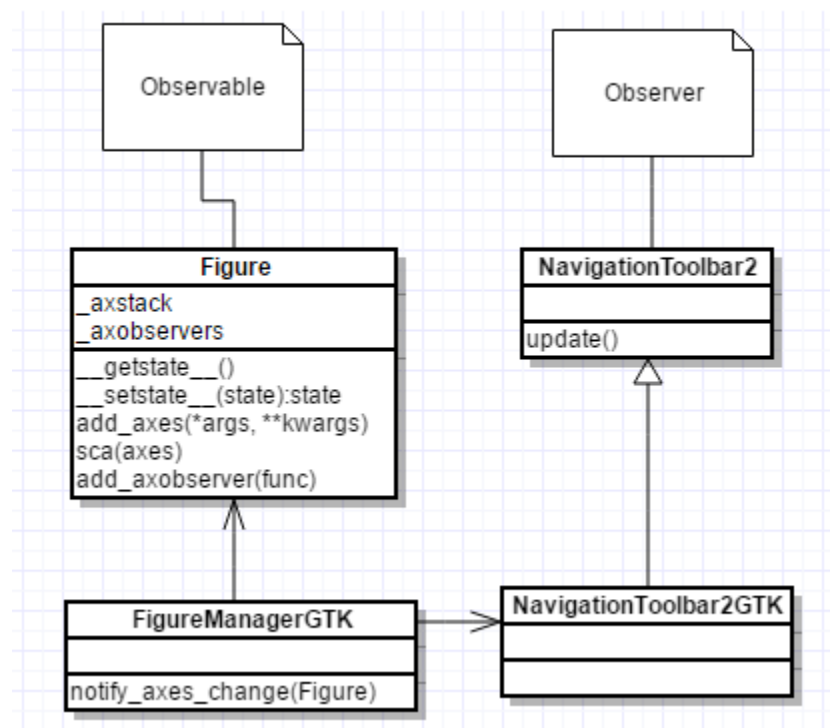 Observable
Observer
Figure
_axstack
_axobservers
__getstate__()
__setstate__(state):state
add_axes(*args, **kwargs)
sca(axes)
add_axobserver(func)
NavigationToolbar2
update()
FigureManagerGTK
notify_axes_change(Figure)
NavigationToolbar2GTK